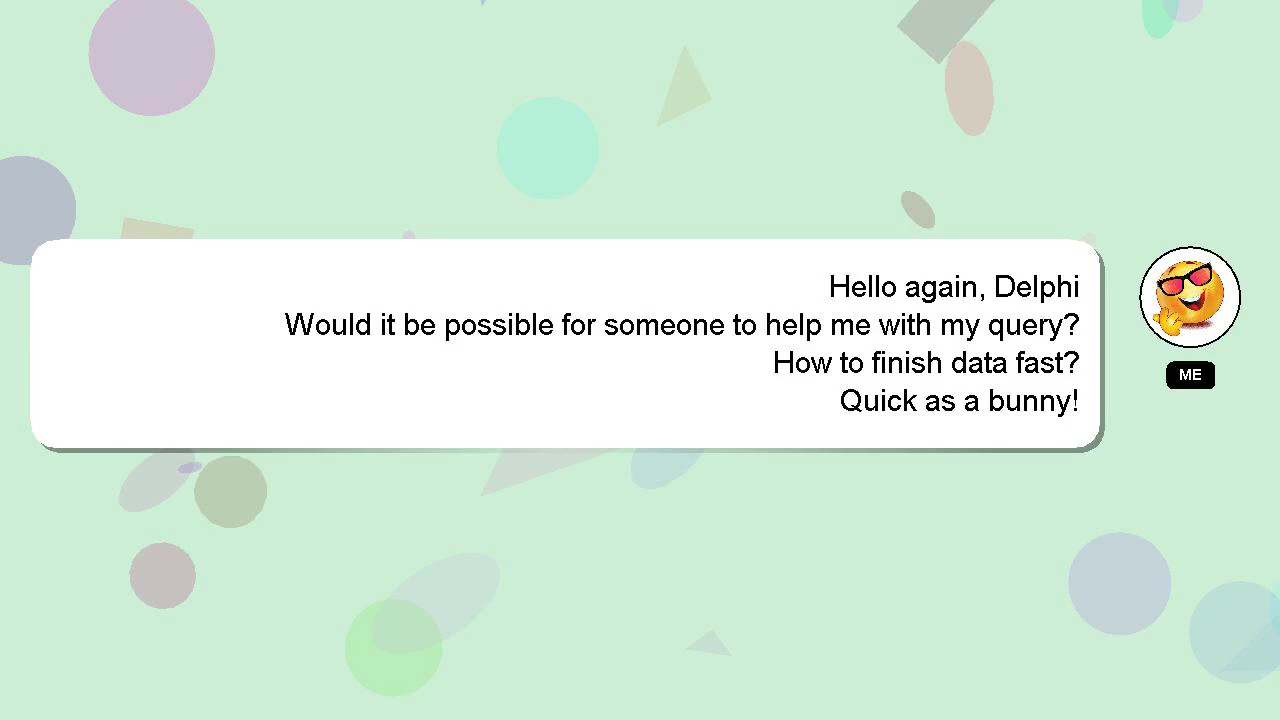 Hello again, Delphi
Would it be possible for someone to help me with my query?
How to finish data fast?
Quick as a bunny!
ME